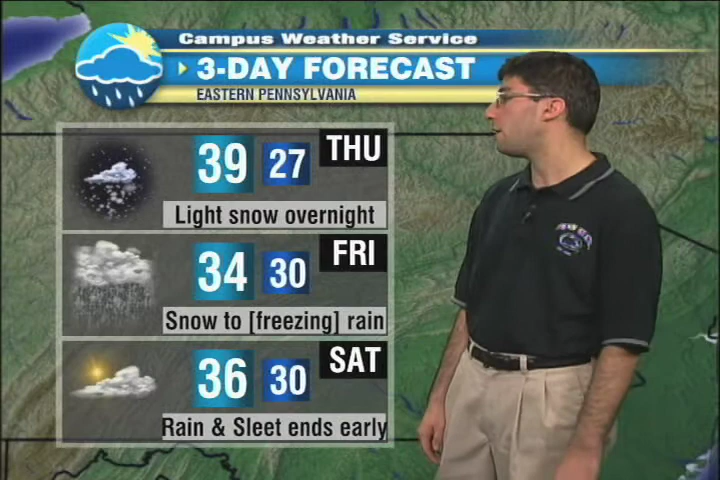 Campus Weather Service
3-DAY FORECAST
EASTERN PENNSYLVANIA
THU
39 27
Light snow overnight
FRI
34 30
Snow to [freezing] rain
SAT
36 30
Rain & Sleet ends early